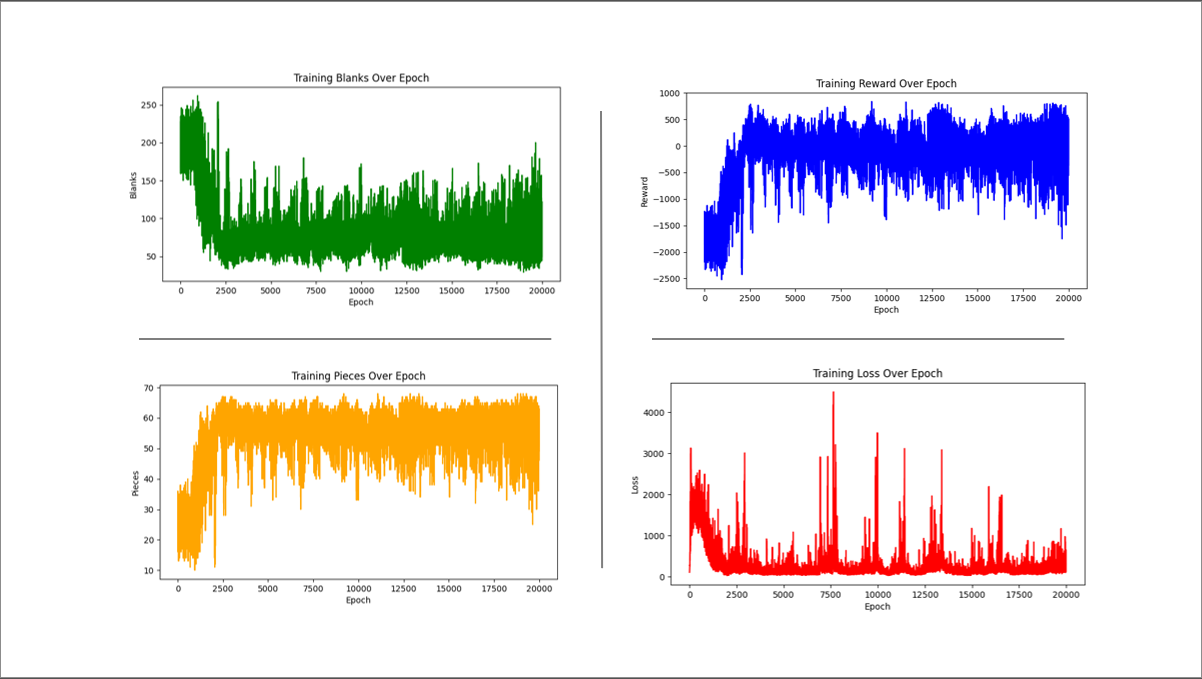 Training Blanks Over Epoch
Blanks
250
200
150
100
50
0 2500 5000 7500 10000 12500 15000 17500 20000
Epoch
Training Reward Over Epoch
Reward
1000
500
0
−500
−1000
−1500
−2000
−2500
0 2500 5000 7500 10000 12500 15000 17500 20000
Epoch
Training Pieces Over Epoch
Pieces
70
60
50
40
30
20
10
0 2500 5000 7500 10000 12500 15000 17500 20000
Epoch
Training Loss Over Epoch
Loss
4000
3000
2000
1000
0
0 2500 5000 7500 10000 12500 15000 17500 20000
Epoch